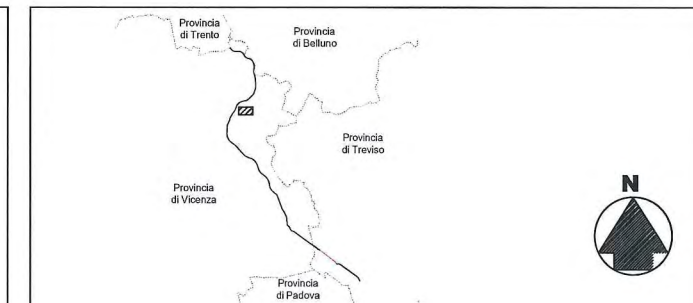 Provincia
di Trento
Provincia
di Belluno
Provincia
di Treviso
Provincia
di Vicenza
N
Provincia
di Padova